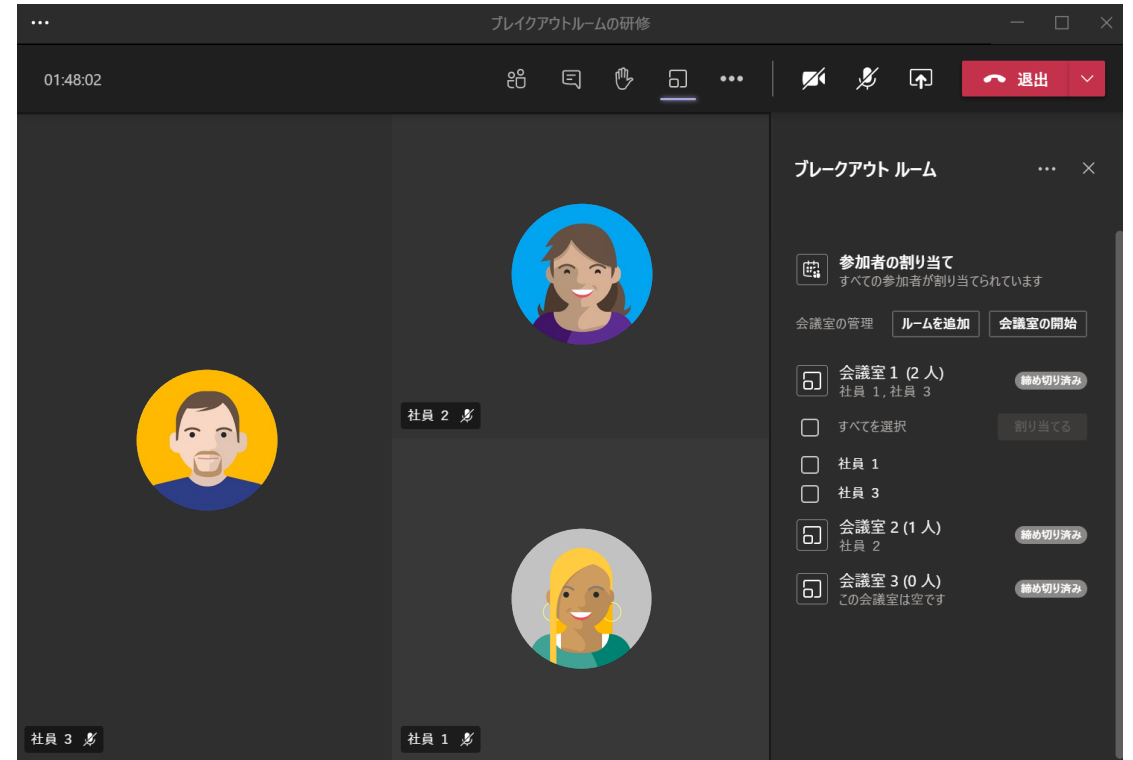 ブレイクアウトルームの研修
01:48:02
退出
社員 3
社員 2
社員 1
ブレークアウト ルーム
参加者の割り当て
すべての参加者が割り当てられています
会議室の管理 ルームを追加 会議室の開始
会議室 1 (2 人) 締め切り済み
社員 1, 社員 3
すべてを選択 割り当てる
社員 1
社員 3
会議室 2 (1 人) 締め切り済み
社員 2
会議室 3 (0 人) 締め切り済み
この会議室は空です